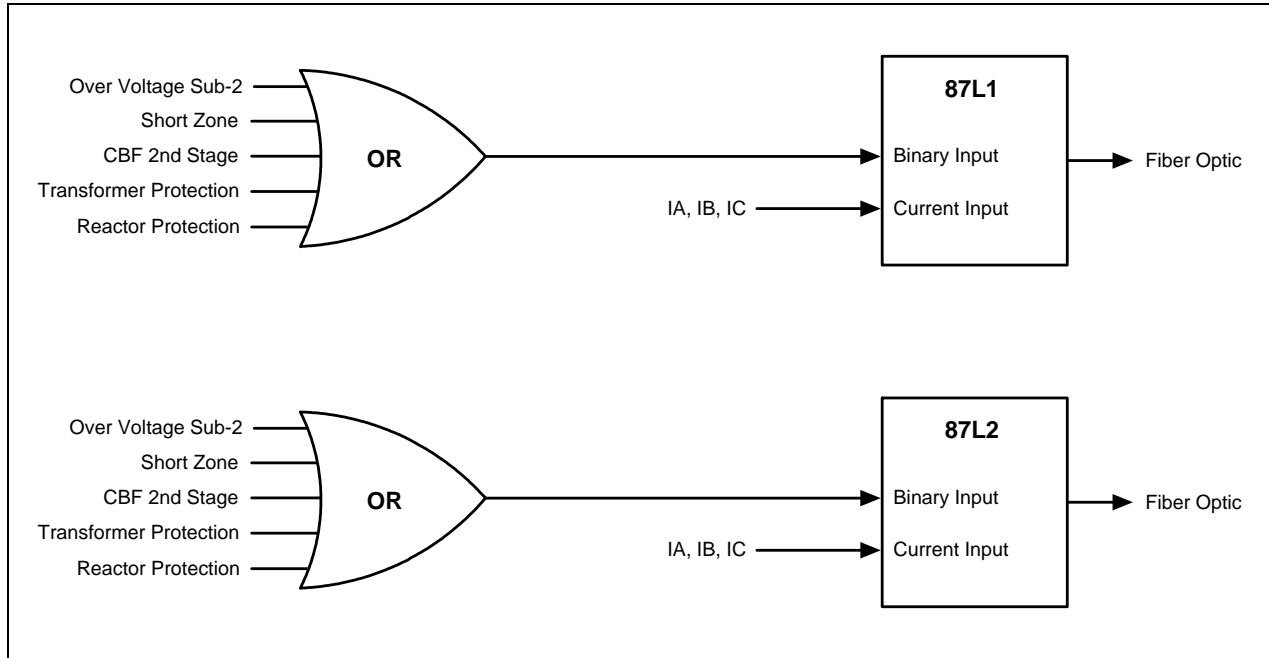 Over Voltage Sub-2
Short Zone
CBF 2nd Stage
Transformer Protection
Reactor Protection
OR
IA, IB, IC
87L1
Binary Input
Current Input
Fiber Optic
Over Voltage Sub-2
Short Zone
CBF 2nd Stage
Transformer Protection
Reactor Protection
OR
IA, IB, IC
87L2
Binary Input
Current Input
Fiber Optic